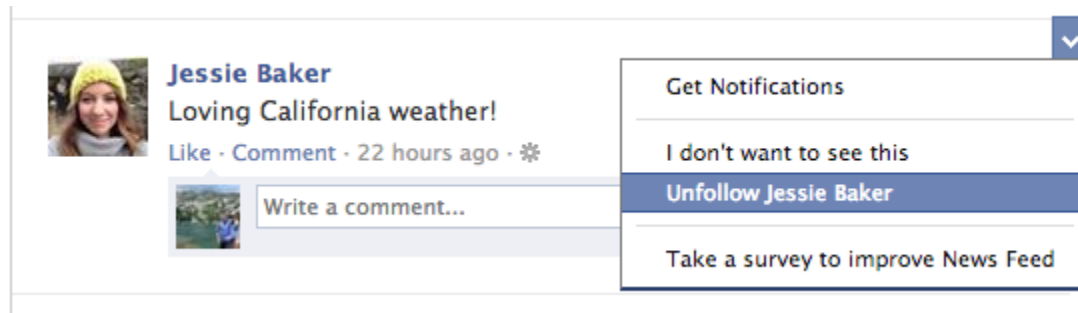 Jessie Baker
Loving California weather!
Like · Comment · 22 hours ago ·
Write a comment...
Get Notifications
I don't want to see this
Unfollow Jessie Baker
Take a survey to improve News Feed